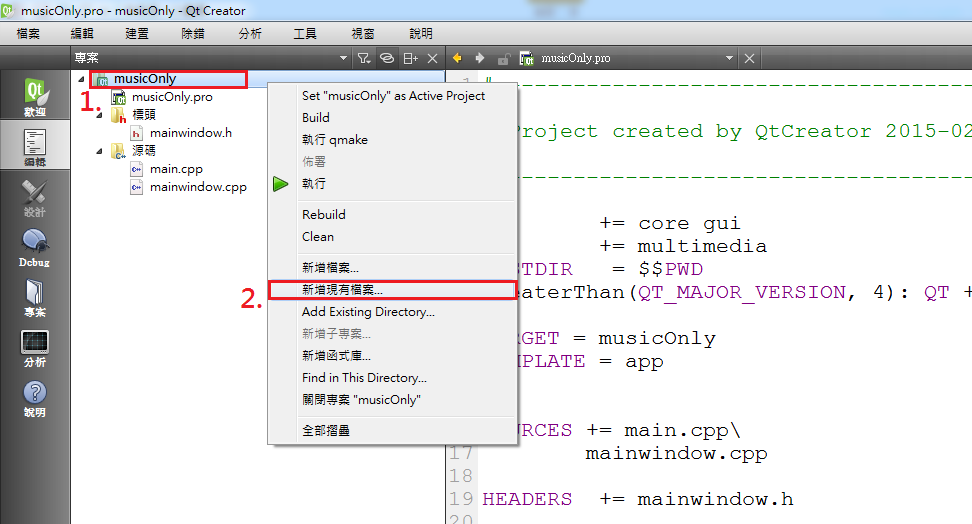 musicOnly.pro - musicOnly - Qt Creator
檔案 編輯 建置 除錯 分析 工具 視窗 說明
專案
musicOnly.pro
歡迎
編輯
設計
Debug
專案
分析
說明
1.
musicOnly
musicOnly.pro
標頭
mainwindow.h
源碼
main.cpp
mainwindow.cpp
Set "musicOnly" as Active Project
Build
執行 qmake
佈署
執行
Rebuild
Clean
新增檔案...
2.
新增現有檔案...
Add Existing Directory...
新增子專案...
新增函式庫...
Find in This Directory...
關閉專案 "musicOnly"
全部摺疊
1 #-----------------------------------------
Project created by QtCreator 2015-02
-----------------------------------------
+= core gui
+= multimedia
STDIR = $$PWD
eaterThan(QT_MAJOR_VERSION, 4): QT +
RGET = musicOnly
MPLATE = app
URCES += main.cpp\
17 mainwindow.cpp
18
19 HEADERS += mainwindow.h
20